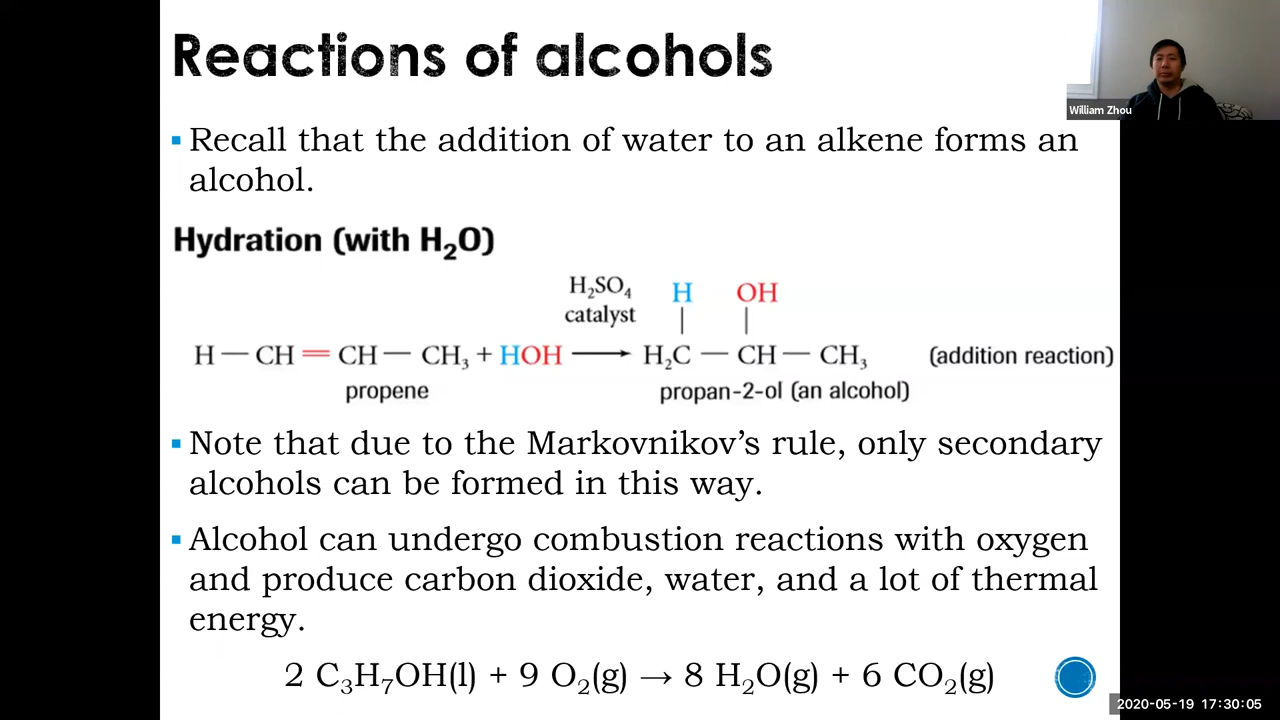 Reactions of alcohols
William Zhou
▪ Recall that the addition of water to an alkene forms an
alcohol.
Hydration (with H₂O)
H₂SO₄
catalyst
H OH
| |
H — CH = CH — CH₃ + HOH ⟶ H₂C — CH — CH₃ (addition reaction)
propene propan-2-ol (an alcohol)
▪ Note that due to the Markovnikov’s rule, only secondary
alcohols can be formed in this way.
▪ Alcohol can undergo combustion reactions with oxygen
and produce carbon dioxide, water, and a lot of thermal
energy.
2 C₃H₇OH(l) + 9 O₂(g) → 8 H₂O(g) + 6 CO₂(g)
2020-05-19 17:30:05